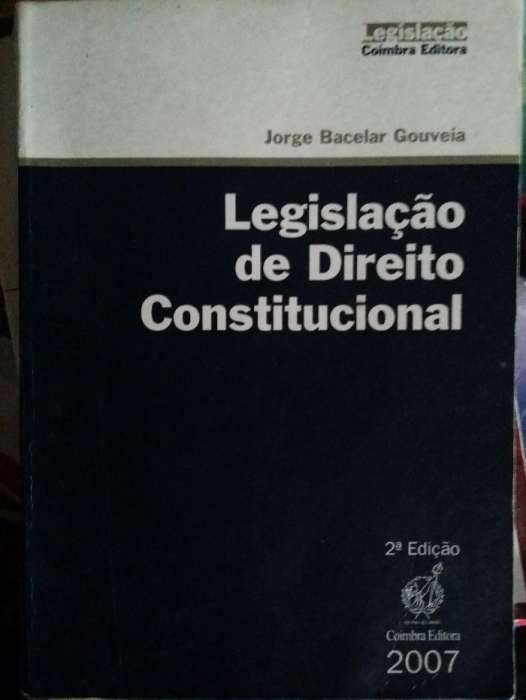 Legislação
Coimbra Editora
Jorge Bacelar Gouveia
Legislação
de Direito
Constitucional
2ª Edição
Coimbra Editora
2007